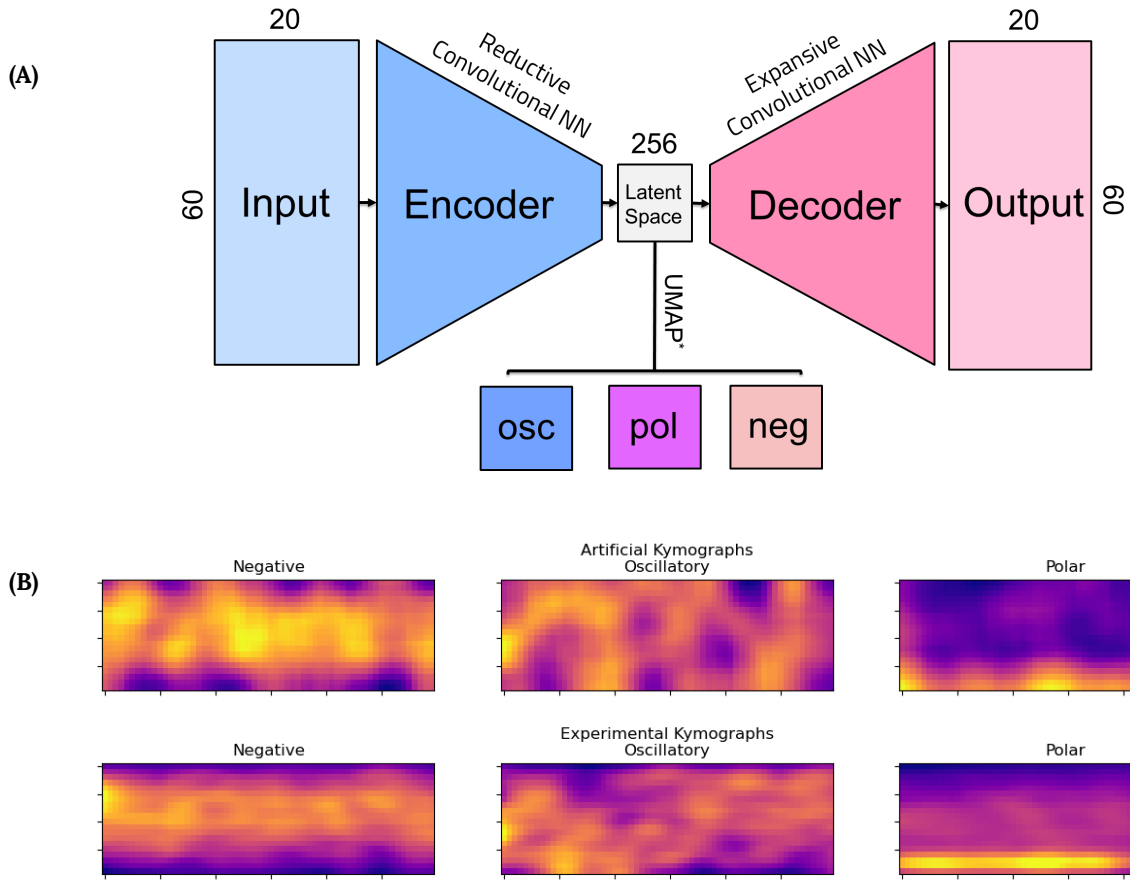 (A)
20
20
Reductive
Convolutional NN
Expansive
Convolutional NN
60
Input
Encoder
256
Latent
Space
Decoder
Output
60
UMAP*
osc
pol
neg
(B)
Artificial Kymographs
Negative
Oscillatory
Polar
Experimental Kymographs
Negative
Oscillatory
Polar